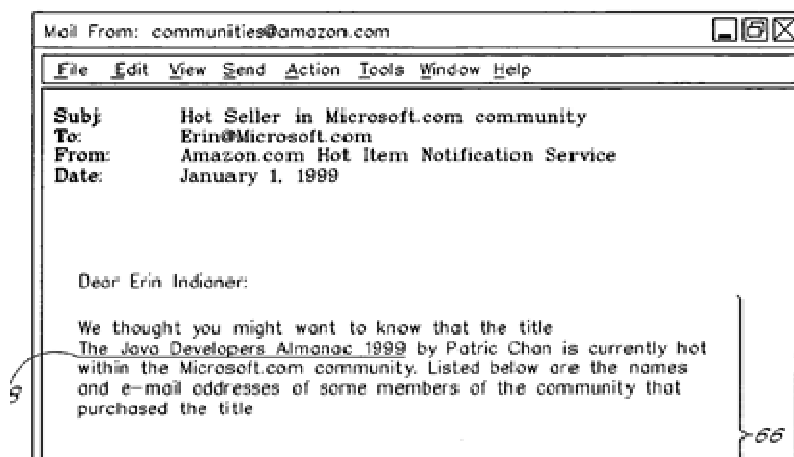 Mail From: communities@amazon.com
File Edit View Send Action Tools Window Help
Subj: Hot Seller in Microsoft.com community
To: Erin@Microsoft.com
From: Amazon.com Hot Item Notification Service
Date: January 1, 1999
Dear Erin Indianer:
We thought you might want to know that the title
The Java Developers Almanac 1999 by Patric Chan is currently hot
within the Microsoft.com community. Listed below are the names
and e-mail addresses of some members of the community that
purchased the title
66